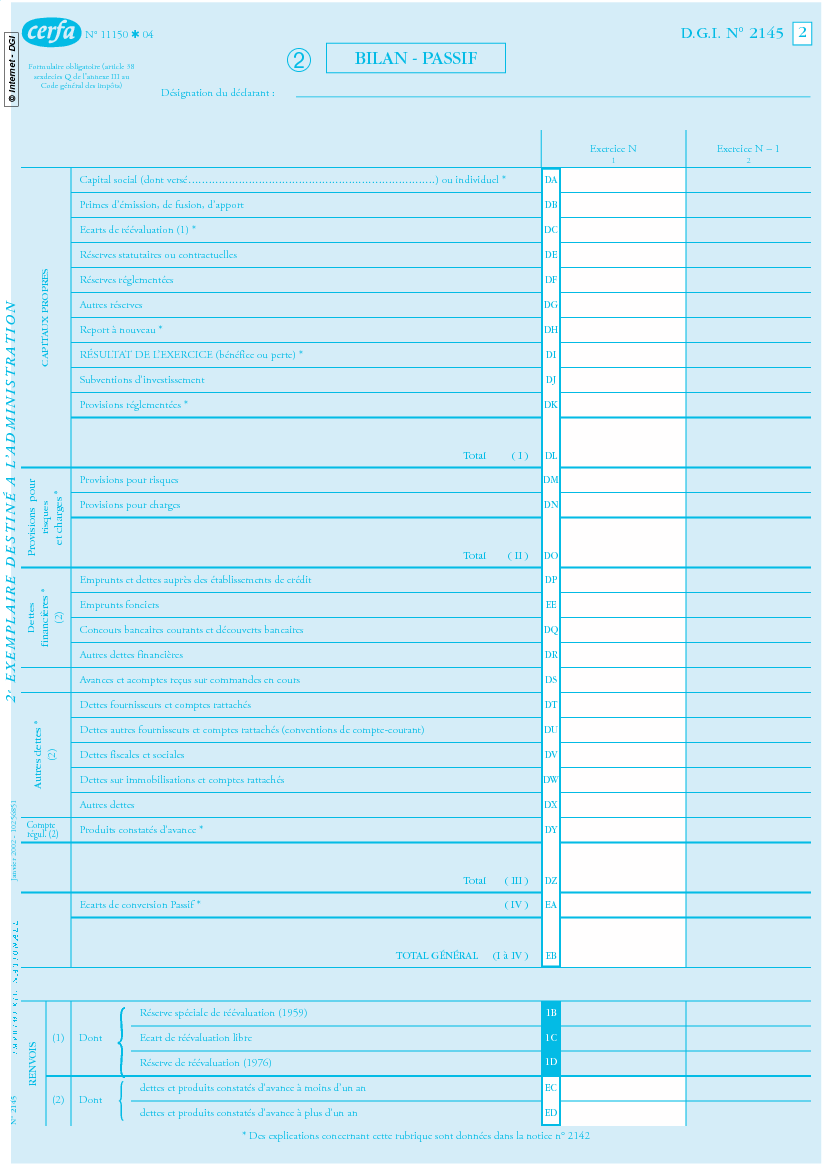 cerfa N° 11150 ✱ 04
D.G.I. N° 2145 2
© Internet - DGI
Formulaire obligatoire (article 38
sexdecies Q de l'annexe III au
Code général des impôts)
2 BILAN - PASSIF
Désignation du déclarant :
Exercice N Exercice N – 1
1 2
CAPITAUX PROPRES
Capital social (dont versé..........................................................................) ou individuel * DA
Primes d'émission, de fusion, d'apport DB
Ecarts de réévaluation (1) * DC
Réserves statutaires ou contractuelles DE
Réserves réglementées DF
Autres réserves DG
Report à nouveau * DH
RÉSULTAT DE L'EXERCICE (bénéfice ou perte) * DI
Subventions d'investissement DJ
Provisions réglementées * DK
Total ( I ) DL
Provisions pour
risques
et charges *
Provisions pour risques DM
Provisions pour charges DN
Total ( II ) DO
Dettes
financières *
(2)
Emprunts et dettes auprès des établissements de crédit DP
Emprunts fonciers EE
Concours bancaires courants et découverts bancaires DQ
Autres dettes financières DR
Avances et acomptes reçus sur commandes en cours DS
Autres dettes *
(2)
Dettes fournisseurs et comptes rattachés DT
Dettes autres fournisseurs et comptes rattachés (conventions de compte-courant) DU
Dettes fiscales et sociales DV
Dettes sur immobilisations et comptes rattachés DW
Autres dettes DX
Compte
régul. (2)
Produits constatés d'avance * DY
Total ( III ) DZ
Ecarts de conversion Passif * ( IV ) EA
TOTAL GÉNÉRAL (I à IV ) EB
RENVOIS
(1) Dont
Réserve spéciale de réévaluation (1959) 1B
Ecart de réévaluation libre 1C
Réserve de réévaluation (1976) 1D
(2) Dont
dettes et produits constatés d'avance à moins d'un an EC
dettes et produits constatés d'avance à plus d'un an ED
* Des explications concernant cette rubrique sont données dans la notice n° 2142
2e EXEMPLAIRE DESTINÉ A L'ADMINISTRATION
Janvier 2002 -
NATIONALE
N° 2145